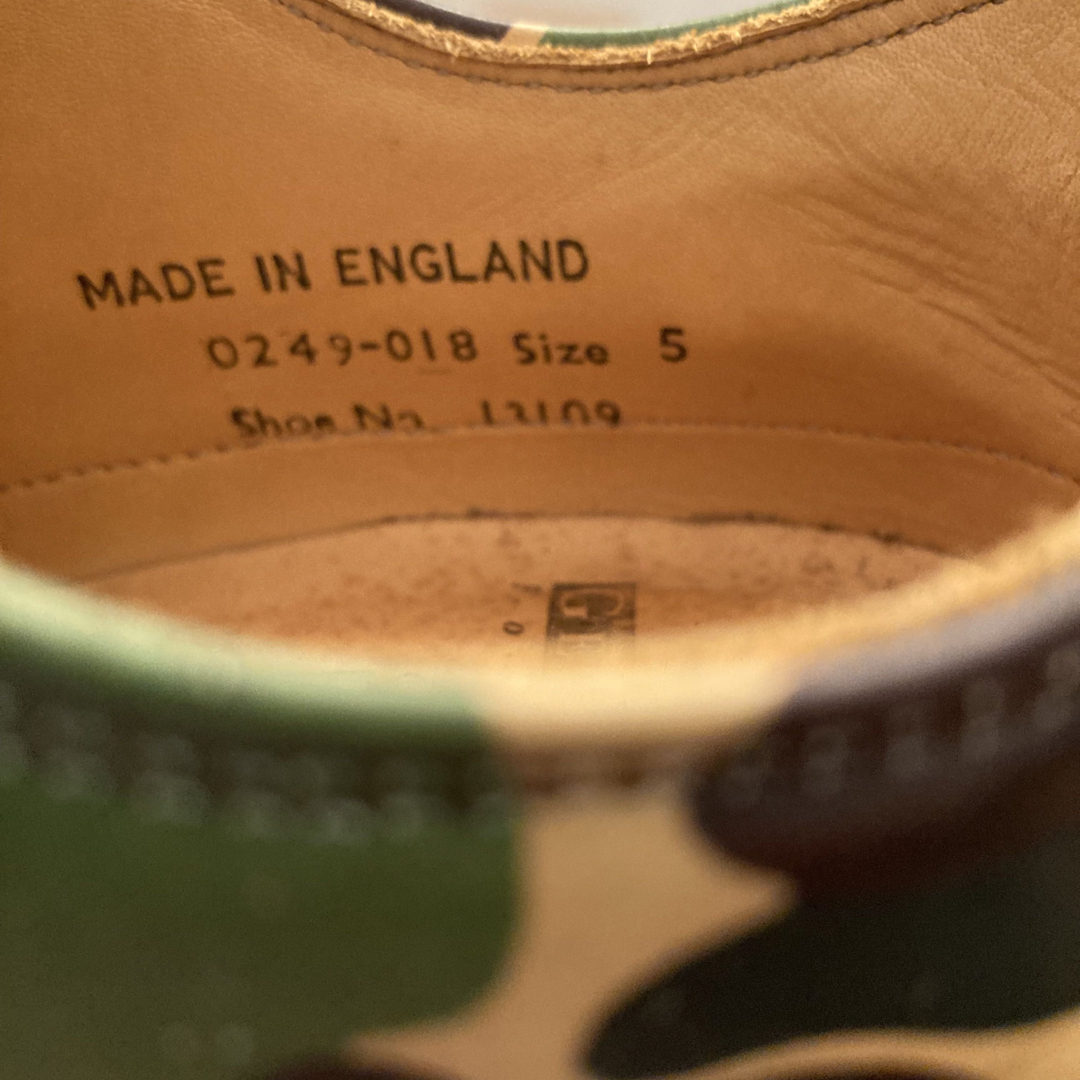 MADE IN ENGLAND
0249-018 Size 5
Shoe No. 13109